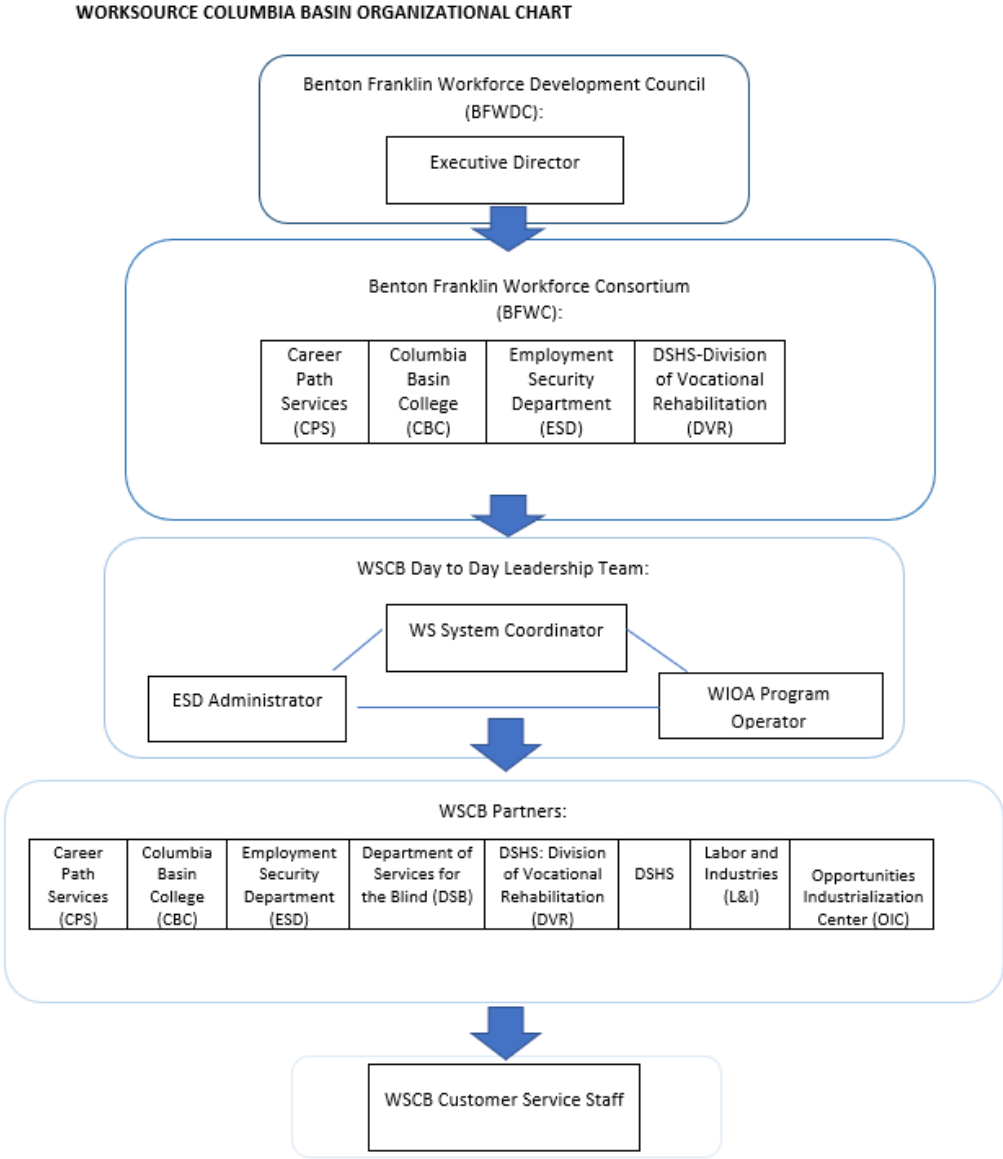 WORKSOURCE COLUMBIA BASIN ORGANIZATIONAL CHART
Benton Franklin Workforce Development Council
(BFWDC):
Executive Director
Benton Franklin Workforce Consortium
(BFWC):
Career
Path
Services
(CPS)
Columbia
Basin
College
(CBC)
Employment
Security
Department
(ESD)
DSHS-Division
of Vocational
Rehabilitation
(DVR)
WSCB Day to Day Leadership Team:
WS System Coordinator
ESD Administrator
WIOA Program
Operator
WSCB Partners:
Career
Path
Services
(CPS)
Columbia
Basin
College
(CBC)
Employment
Security
Department
(ESD)
Department of
Services for
the Blind (DSB)
DSHS: Division
of Vocational
Rehabilitation
(DVR)
DSHS
Labor and
Industries
(L&I)
Opportunities
Industrialization
Center (OIC)
WSCB Customer Service Staff